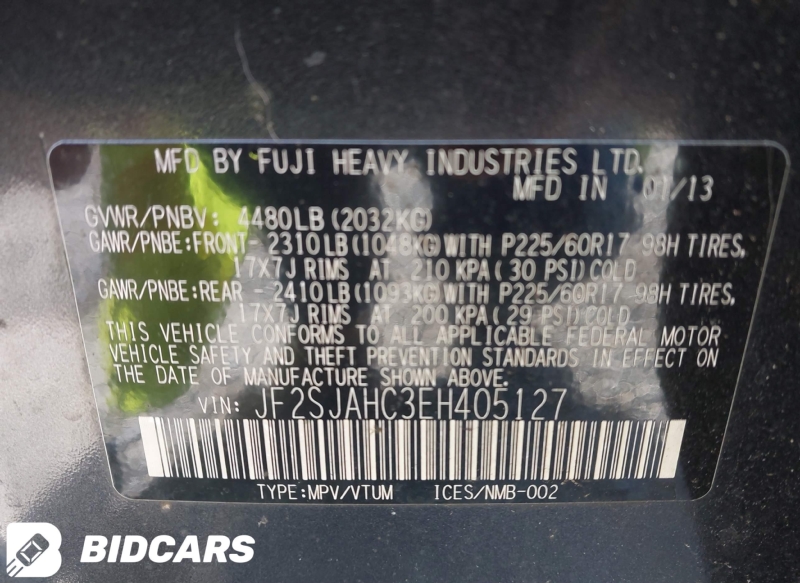 MFD BY FUJI HEAVY INDUSTRIES LTD.
MFD IN 01/13
GVWR/PNBV: 4480LB(2032KG)
GAWR/PNBE:FRONT- 2310LB(1048KG)WITH P225/60R17 98H TIRES,
17X7J RIMS AT 210 KPA(30 PSI)COLD
GAWR/PNBE:REAR - 2410LB(1093KG)WITH P225/60R17 98H TIRES,
17X7J RIMS AT 200 KPA(29 PSI)COLD
THIS VEHICLE CONFORMS TO ALL APPLICABLE FEDERAL MOTOR
VEHICLE SAFETY AND THEFT PREVENTION STANDARDS IN EFFECT ON
THE DATE OF MANUFACTURE SHOWN ABOVE.
VIN: JF2SJAHC3EH405127
TYPE:MPV/VTUM ICES/NMB-002
BIDCARS